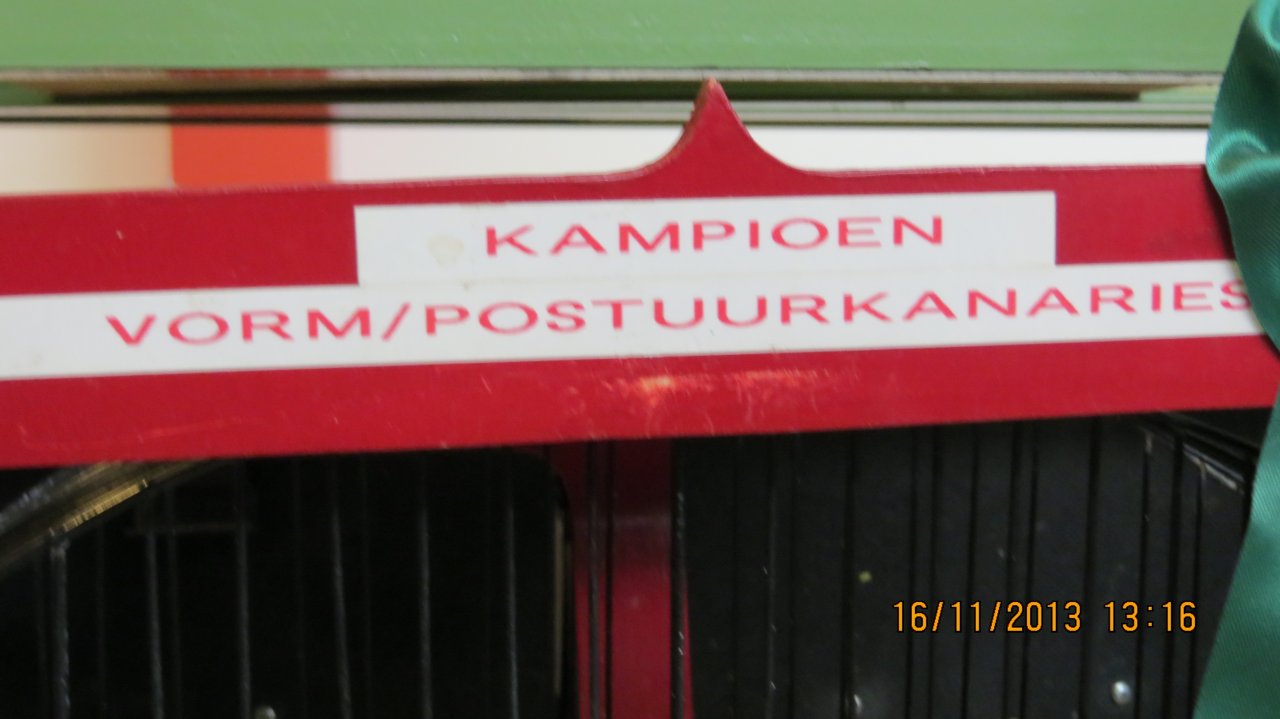 KAMPIOEN
VORM/POSTUURKANARIES
16/11/2013 13:16